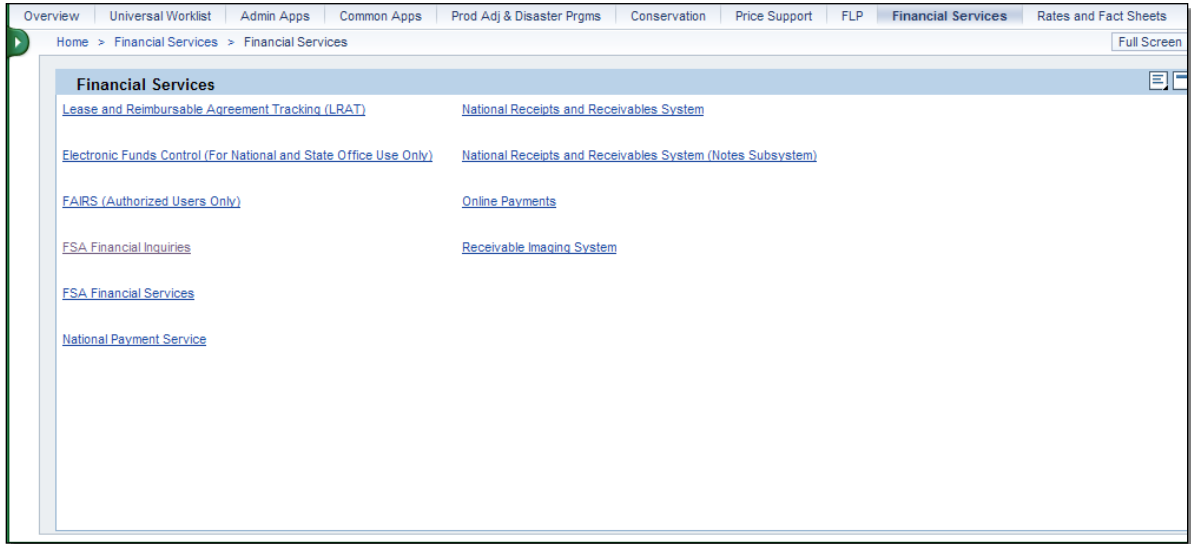 Overview Universal Worklist Admin Apps Common Apps Prod Adj & Disaster Prgms Conservation Price Support FLP Financial Services Rates and Fact Sheets
Home > Financial Services > Financial Services Full Screen
Financial Services
Lease and Reimbursable Agreement Tracking (LRAT) National Receipts and Receivables System
Electronic Funds Control (For National and State Office Use Only) National Receipts and Receivables System (Notes Subsystem)
FAIRS (Authorized Users Only) Online Payments
FSA Financial Inquiries Receivable Imaging System
FSA Financial Services
National Payment Service